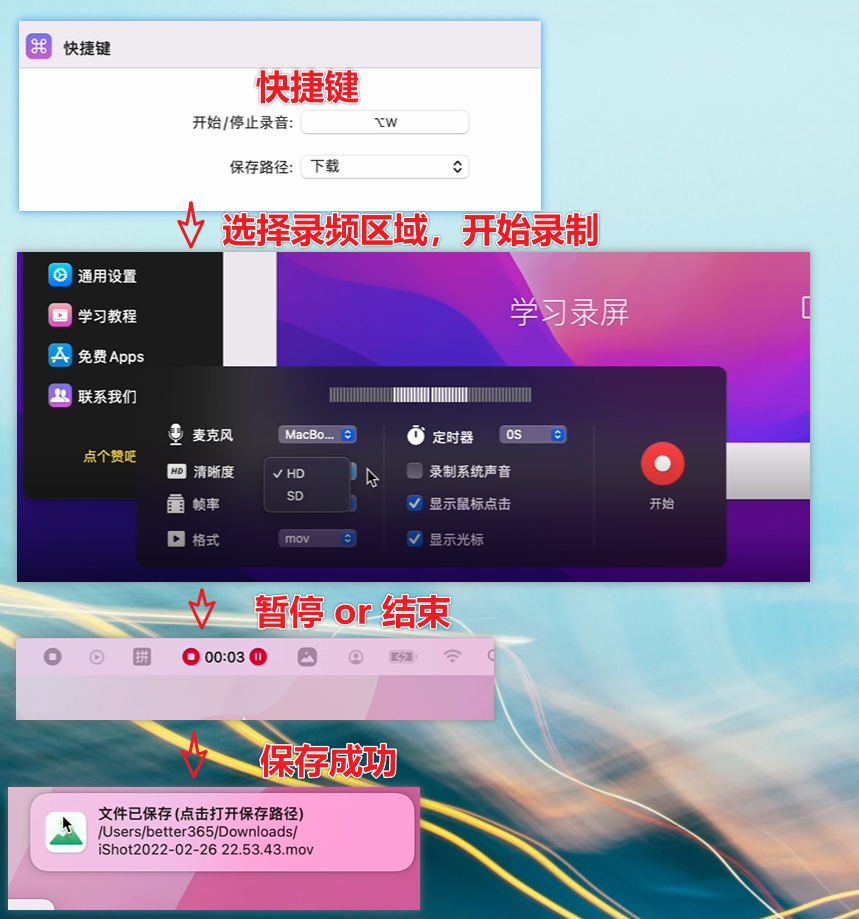 快捷键
快捷键
开始/停止录音: ⌥W
保存路径: 下载
选择录频区域，开始录制
通用设置
学习教程
免费Apps
联系我们
点个赞吧
学习录屏
麦克风 MacBo... 定时器 0S
HD 清晰度 ✓ HD 录制系统声音
SD
帧率 显示鼠标点击
格式 mov 显示光标
开始
暂停 or 结束
拼 00:03
保存成功
文件已保存(点击打开保存路径)
/Users/better365/Downloads/
iShot2022-02-26 22.53.43.mov